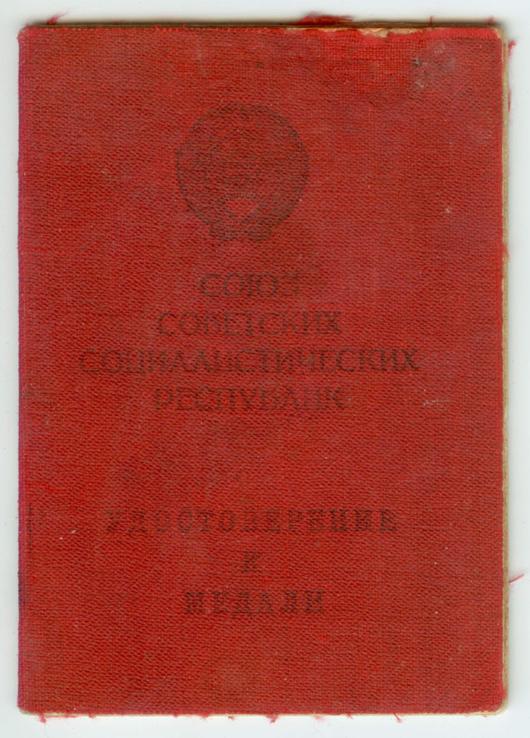 СОЮЗ
СОВЕТСКИХ
СОЦИАЛИСТИЧЕСКИХ
РЕСПУБЛИК
УДОСТОВЕРЕНИЕ
К
МЕДАЛИ